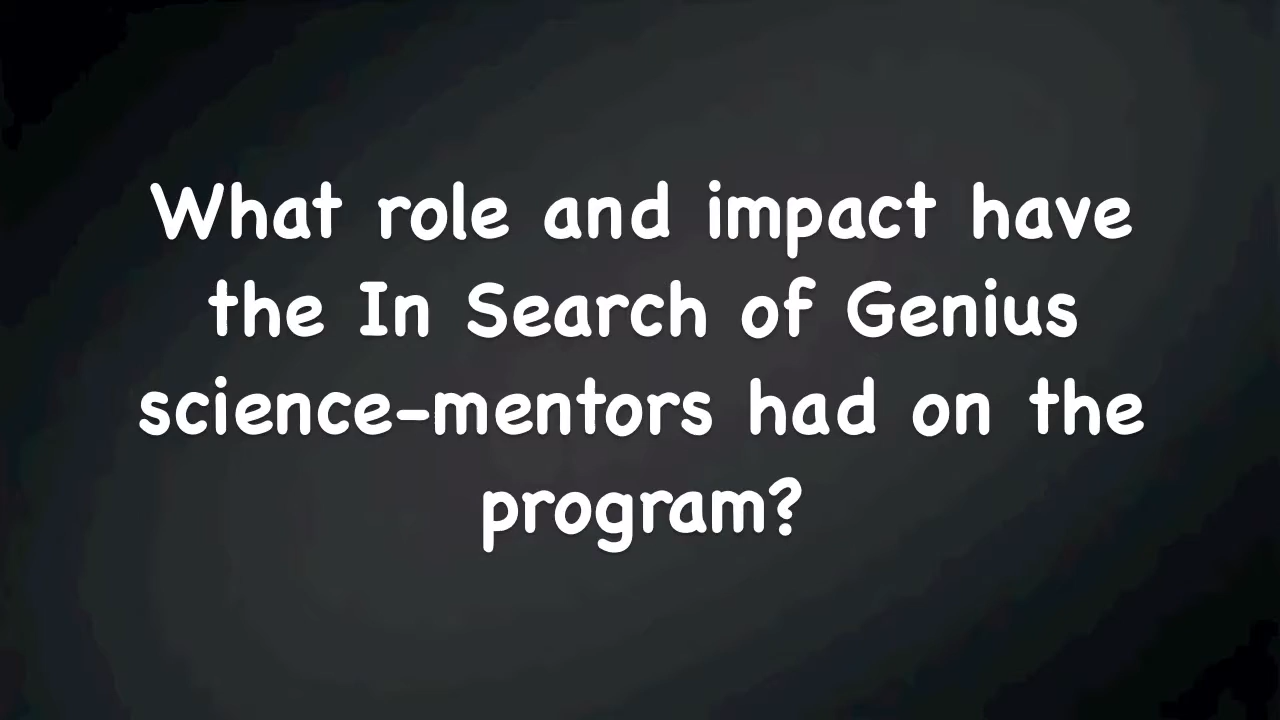 What role and impact have
the In Search of Genius
science-mentors had on the
program?